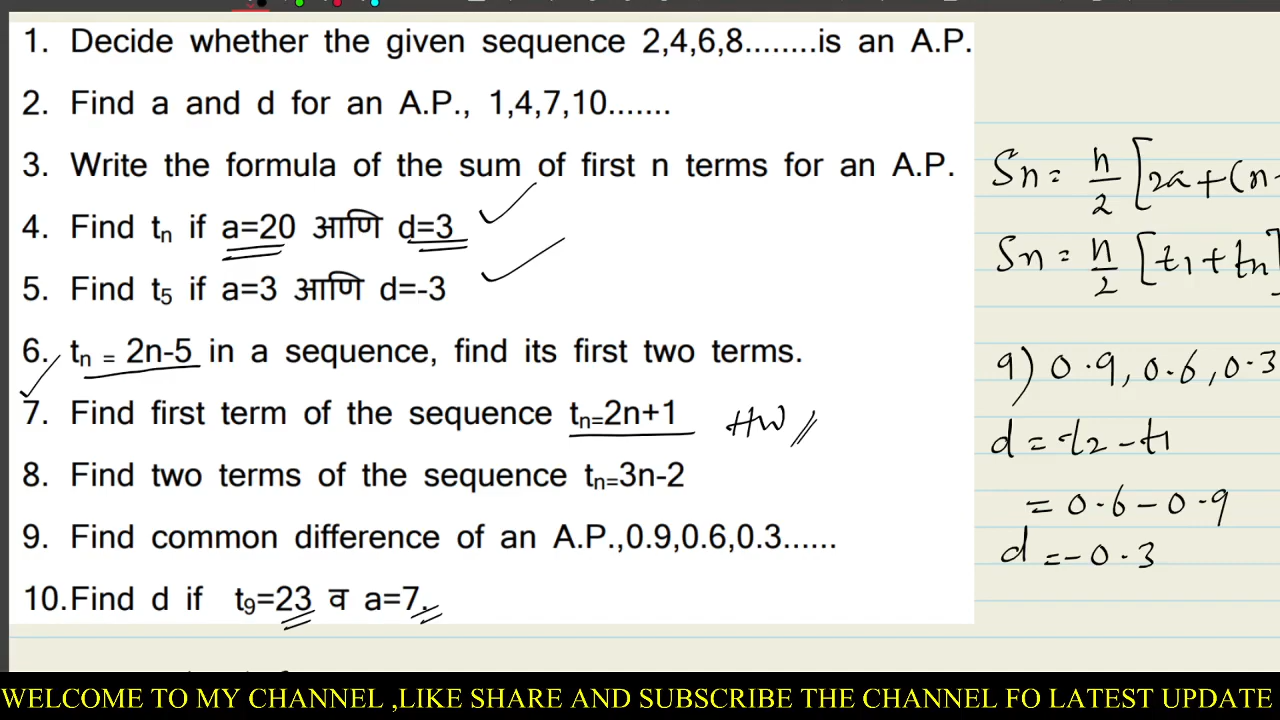 1. Decide whether the given sequence 2,4,6,8........is an A.P.
2. Find a and d for an A.P., 1,4,7,10.......
3. Write the formula of the sum of first n terms for an A.P.
4. Find tn if a=20 आणि d=3
5. Find t5 if a=3 आणि d=-3
6. tn = 2n-5 in a sequence, find its first two terms.
7. Find first term of the sequence tn=2n+1 HW
8. Find two terms of the sequence tn=3n-2
9. Find common difference of an A.P.,0.9,0.6,0.3......
10.Find d if t9=23 व a=7.
Sn = n/2 [2a+(n-
Sn = n/2 [t1+tn]
9) 0.9, 0.6, 0.3
d = t2 - t1
= 0.6 - 0.9
d = -0.3
WELCOME TO MY CHANNEL ,LIKE SHARE AND SUBSCRIBE THE CHANNEL FO LATEST UPDATE